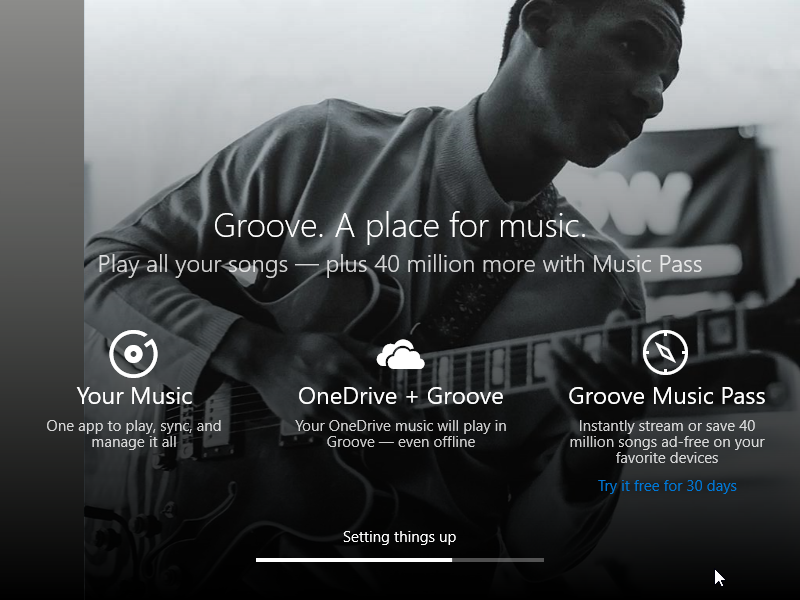 Groove. A place for music.
Play all your songs — plus 40 million more with Music Pass
Your Music
One app to play, sync, and
manage it all
OneDrive + Groove
Your OneDrive music will play in
Groove — even offline
Groove Music Pass
Instantly stream or save 40
million songs ad-free on your
favorite devices
Try it free for 30 days
Setting things up